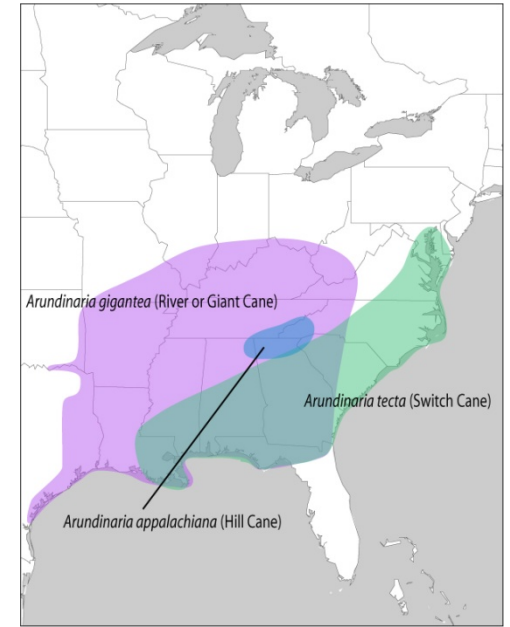 Arundinaria gigantea (River or Giant Cane)
Arundinaria tecta (Switch Cane)
Arundinaria appalachiana (Hill Cane)